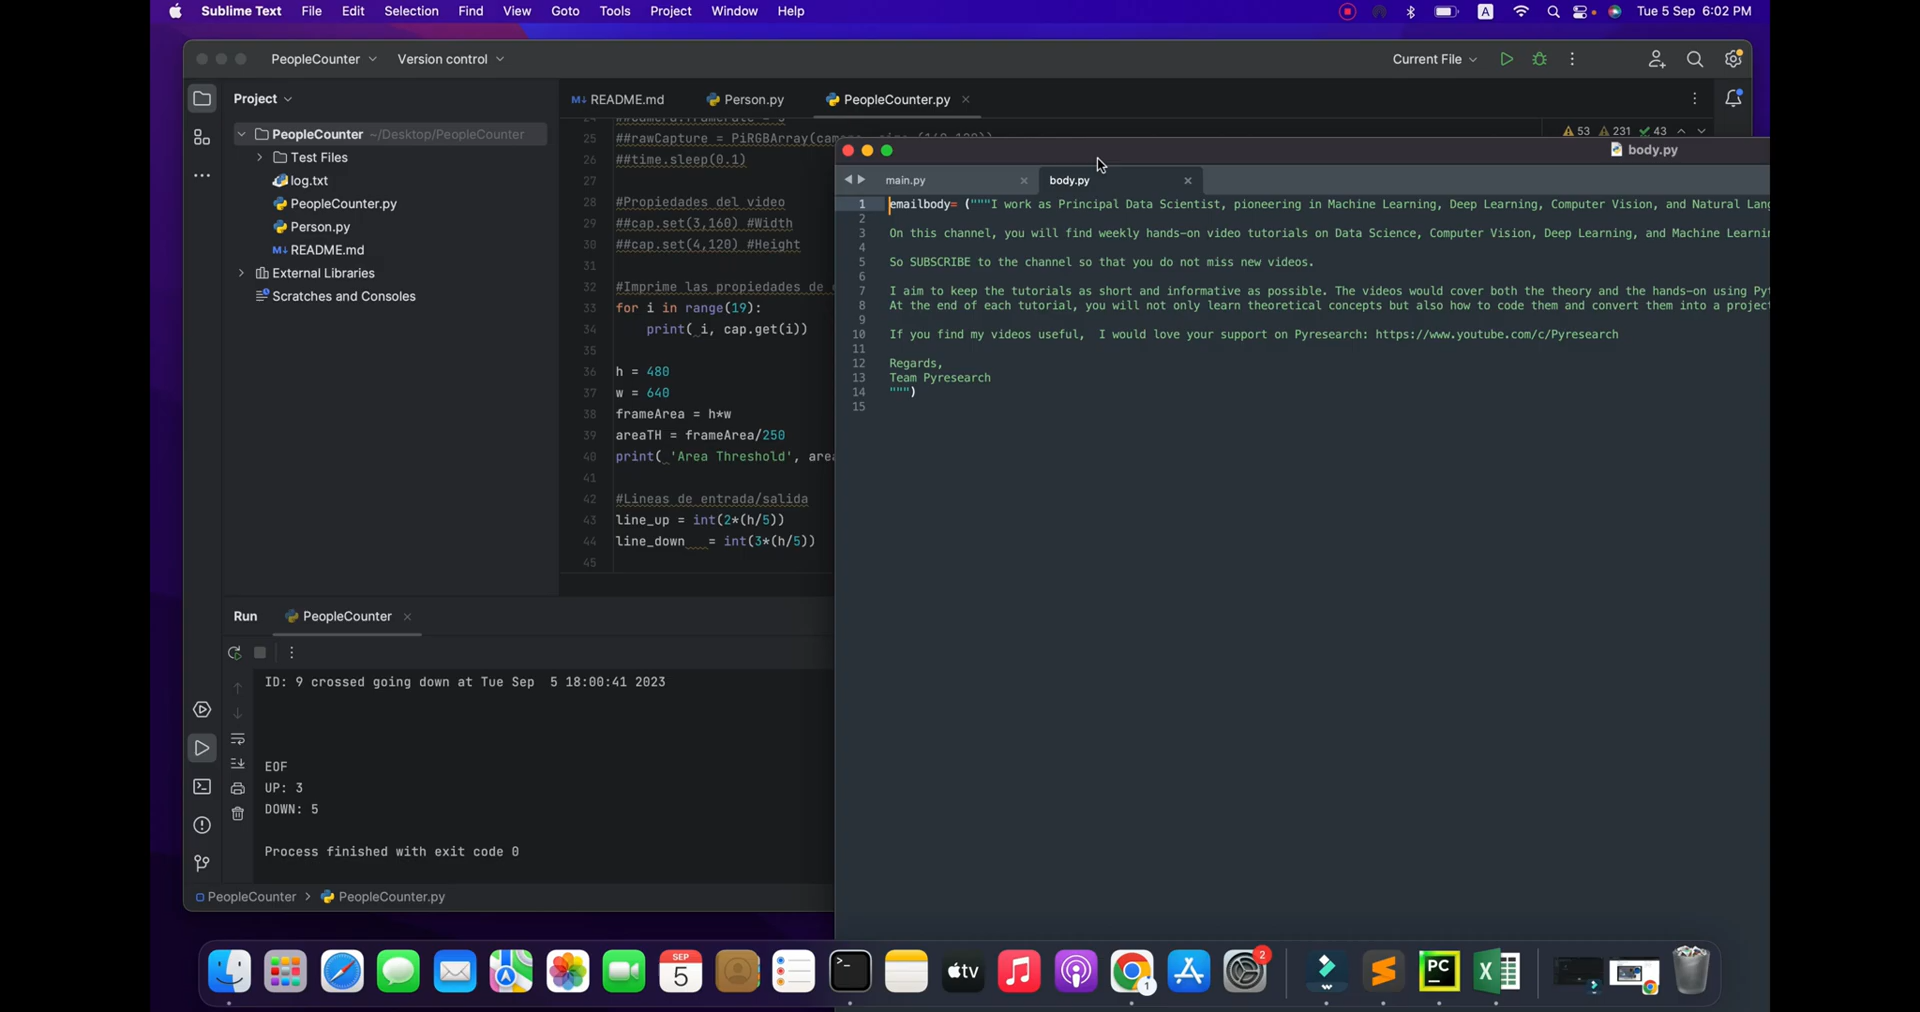 Sublime Text File Edit Selection Find View Goto Tools Project Window Help
A Tue 5 Sep 6:02 PM
PeopleCounter Version control Current File
Project
README.md Person.py PeopleCounter.py
53 231 43
PeopleCounter ~/Desktop/PeopleCounter
Test Files
log.txt
PeopleCounter.py
Person.py
README.md
External Libraries
Scratches and Consoles
25 ##rawCapture = PiRGBArray(camera
26 ##time.sleep(0.1)
27
28 #Propiedades del video
29 ##cap.set(3,160) #Width
30 ##cap.set(4,120) #Height
31
32 #Imprime las propiedades de
33 for i in range(19):
34 print( i, cap.get(i))
35
36 h = 480
37 w = 640
38 frameArea = h*w
39 areaTH = frameArea/250
40 print( 'Area Threshold', area
41
42 #Lineas de entrada/salida
43 line_up = int(2*(h/5))
44 line_down = int(3*(h/5))
45
body.py
main.py body.py
1 emailbody= ("""I work as Principal Data Scientist, pioneering in Machine Learning, Deep Learning, Computer Vision, and Natural Lang
2
3 On this channel, you will find weekly hands-on video tutorials on Data Science, Computer Vision, Deep Learning, and Machine Learnin
4
5 So SUBSCRIBE to the channel so that you do not miss new videos.
6
7 I aim to keep the tutorials as short and informative as possible. The videos would cover both the theory and the hands-on using Py
8 At the end of each tutorial, you will not only learn theoretical concepts but also how to code them and convert them into a project
9
10 If you find my videos useful, I would love your support on Pyresearch: https://www.youtube.com/c/Pyresearch
11
12 Regards,
13 Team Pyresearch
14 """)
15
Run PeopleCounter
ID: 9 crossed going down at Tue Sep 5 18:00:41 2023
EOF
UP: 3
DOWN: 5
Process finished with exit code 0
PeopleCounter > PeopleCounter.py
SEP
5
tv
1
2
PC